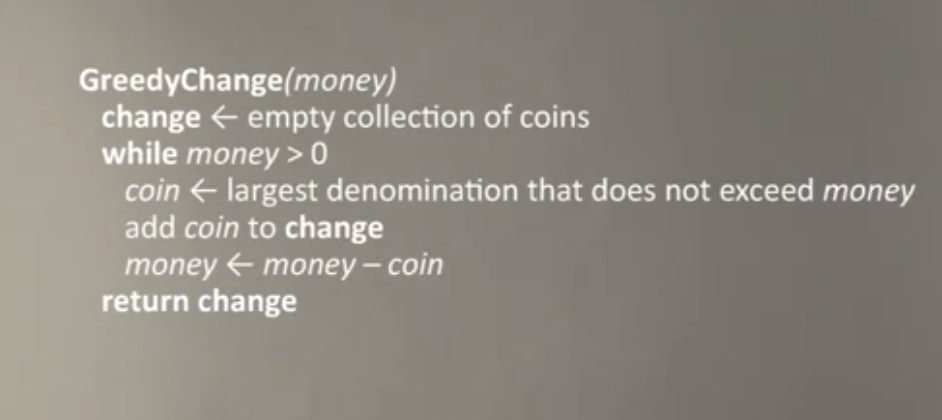 GreedyChange(money)
change ← empty collection of coins
while money > 0
coin ← largest denomination that does not exceed money
add coin to change
money ← money – coin
return change